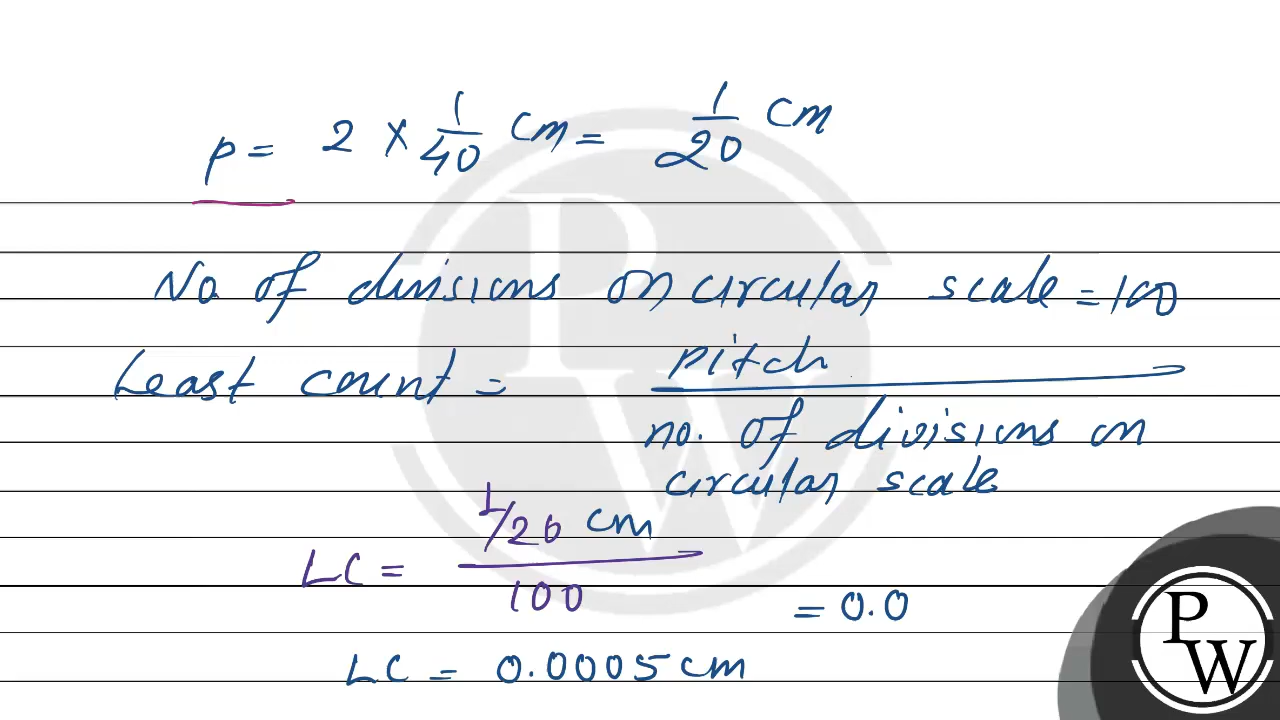 p = 2 × 1/40 cm = 1/20 cm
No. of divisions on circular scale = 100
Least count = pitch / no. of divisions on circular scale
LC = 1/20 cm / 100 = 0.0
LC = 0.0005 cm
PW